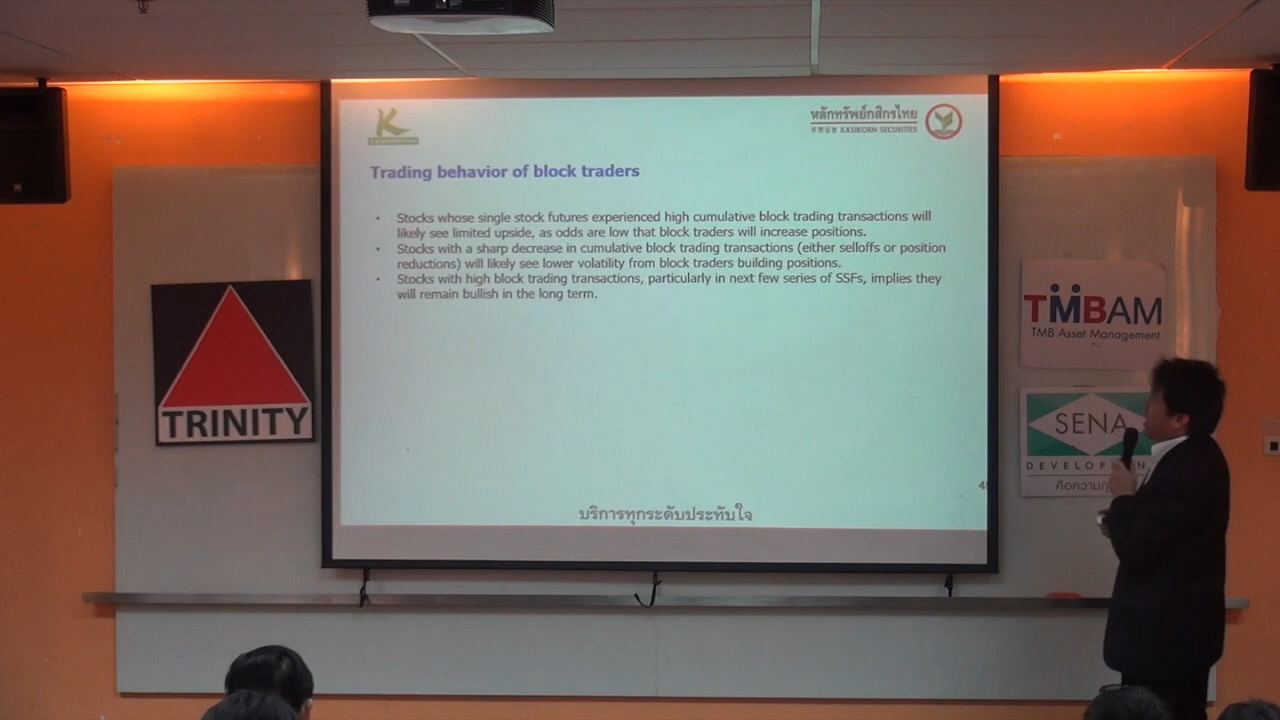 หลักทรัพย์กสิกรไทย
开泰证券 KASIKORN SECURITIES
Trading behavior of block traders
• Stocks whose single stock futures experienced high cumulative block trading transactions will
likely see limited upside, as odds are low that block traders will increase positions.
• Stocks with a sharp decrease in cumulative block trading transactions (either selloffs or position
reductions) will likely see lower volatility from block traders building positions.
• Stocks with high block trading transactions, particularly in next few series of SSFs, implies they
will remain bullish in the long term.
บริการทุกระดับประทับใจ
TRINITY
TMBAM
TMB Asset Management
SENA